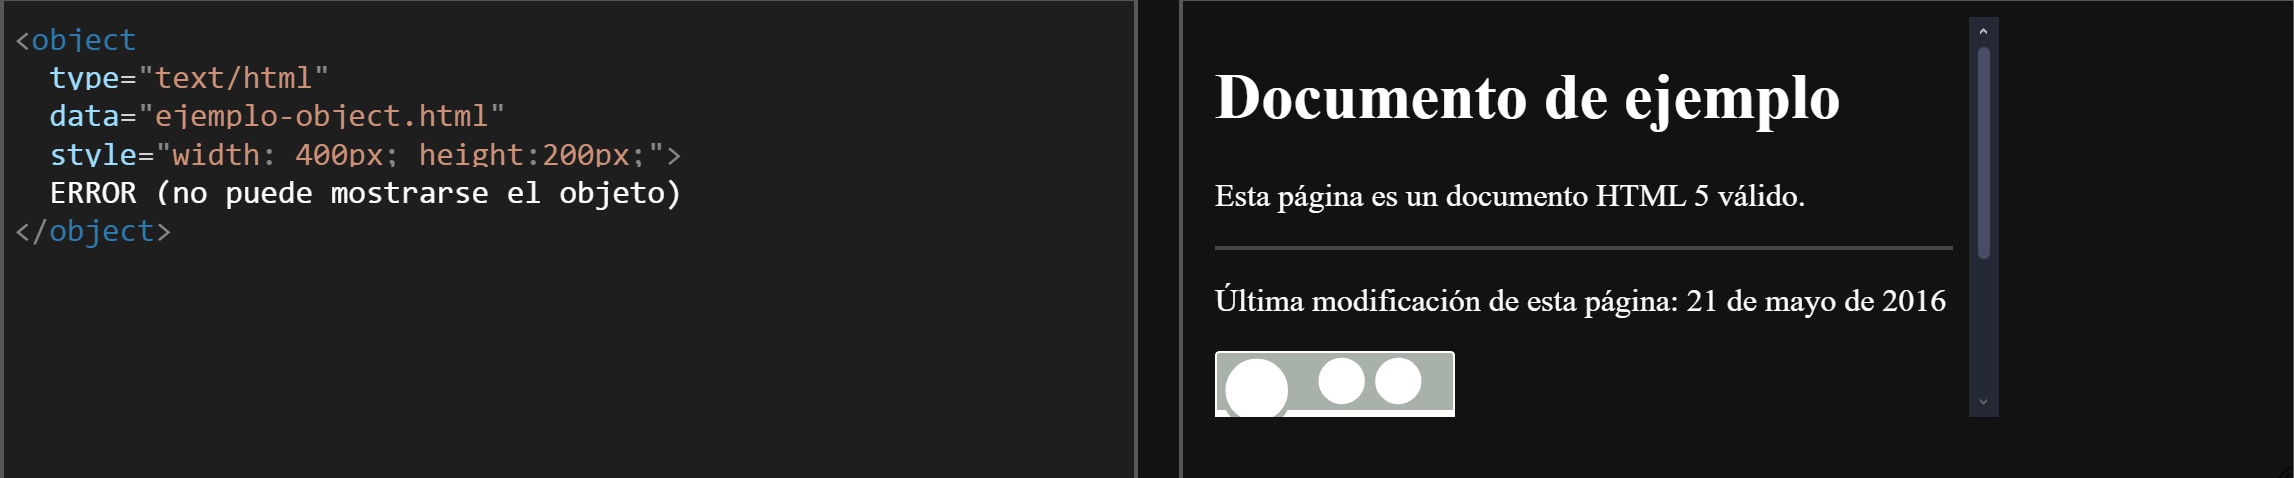 <object
type="text/html"
data="ejemplo-object.html"
style="width: 400px; height:200px;">
ERROR (no puede mostrarse el objeto)
</object>
Documento de ejemplo
Esta página es un documento HTML 5 válido.
Última modificación de esta página: 21 de mayo de 2016